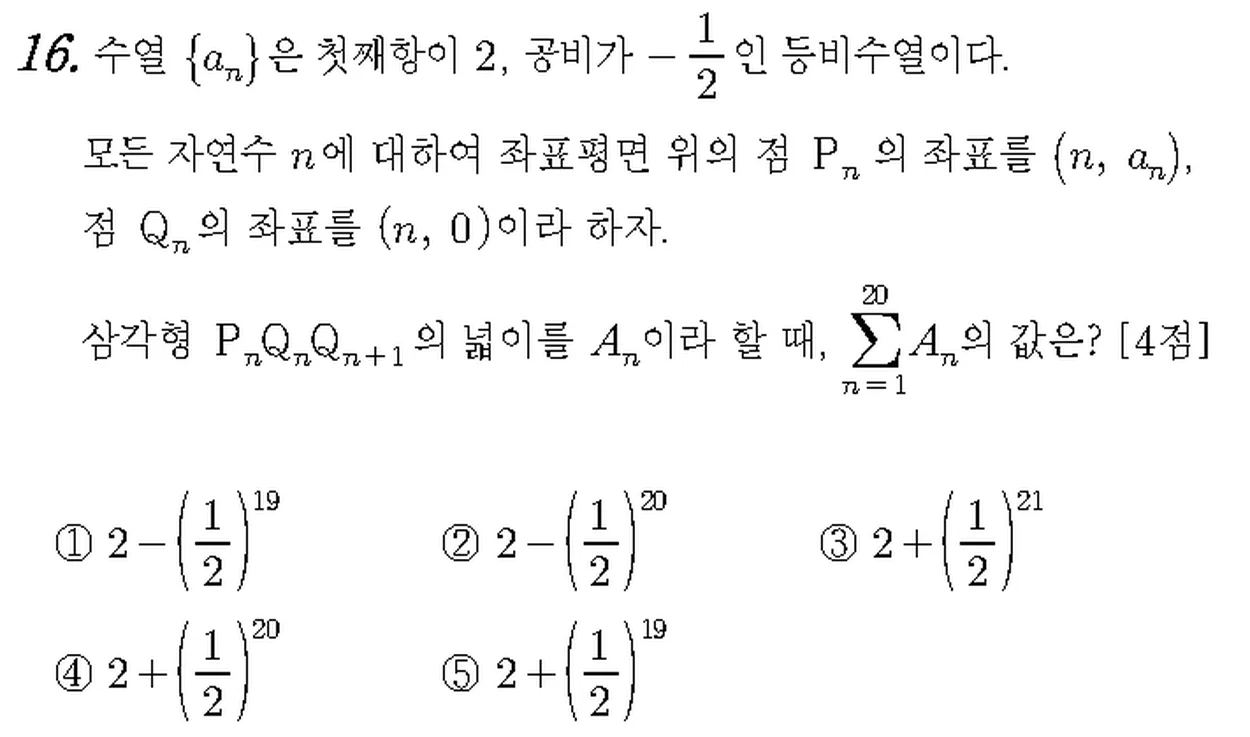 16. 수열 {aₙ}은 첫째항이 2, 공비가 −1/2인 등비수열이다.
모든 자연수 n에 대하여 좌표평면 위의 점 Pₙ의 좌표를 (n, aₙ),
점 Qₙ의 좌표를 (n, 0)이라 하자.
삼각형 PₙQₙQₙ₊₁의 넓이를 Aₙ이라 할 때, ∑_{n=1}^{20} Aₙ의 값은? [4점]
① 2−(1/2)^19 ② 2−(1/2)^20 ③ 2+(1/2)^21
④ 2+(1/2)^20 ⑤ 2+(1/2)^19